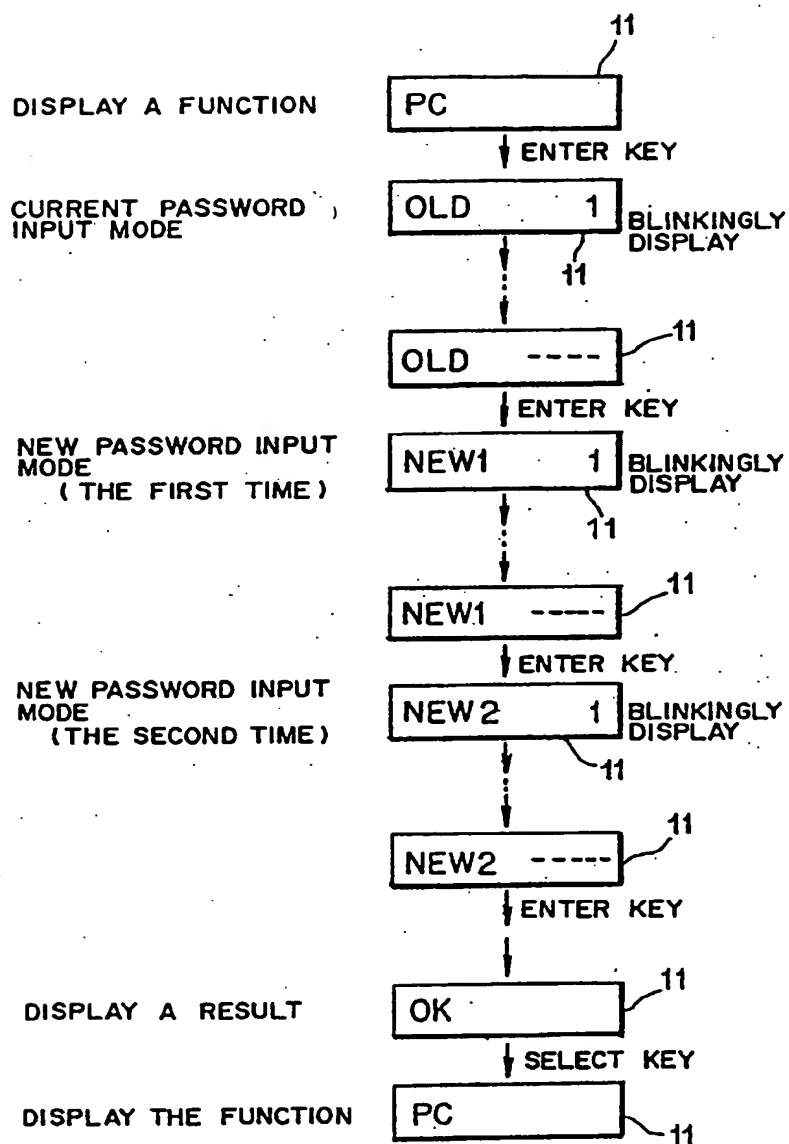 11
DISPLAY A FUNCTION PC
ENTER KEY
CURRENT PASSWORD
INPUT MODE
OLD 1
BLINKINGLY
DISPLAY
11
OLD ----
11
ENTER KEY
NEW PASSWORD INPUT
MODE
(THE FIRST TIME)
NEW1 1
BLINKINGLY
DISPLAY
11
NEW1 -----
11
ENTER KEY
NEW PASSWORD INPUT
MODE
(THE SECOND TIME)
NEW2 1
BLINKINGLY
DISPLAY
11
NEW2 -----
11
ENTER KEY
DISPLAY A RESULT OK
11
SELECT KEY
DISPLAY THE FUNCTION PC
11